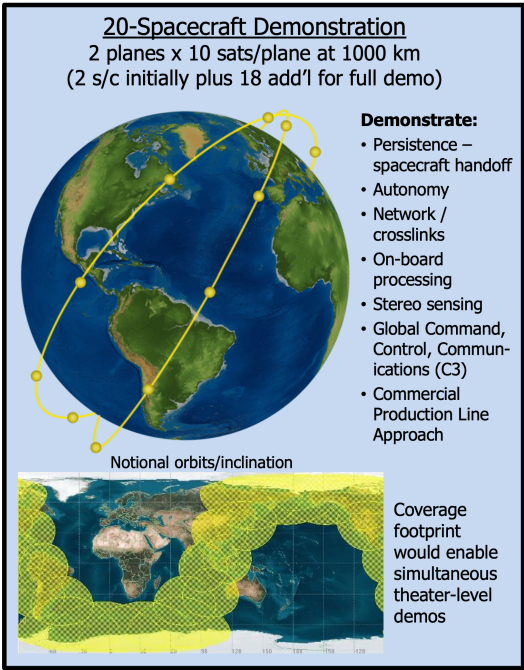 20-Spacecraft Demonstration
2 planes x 10 sats/plane at 1000 km
(2 s/c initially plus 18 add’l for full demo)
Demonstrate:
• Persistence –
spacecraft handoff
• Autonomy
• Network /
crosslinks
• On-board
processing
• Stereo sensing
• Global Command,
Control, Commun-
ications (C3)
• Commercial
Production Line
Approach
Notional orbits/inclination
Coverage
footprint
would enable
simultaneous
theater-level
demos